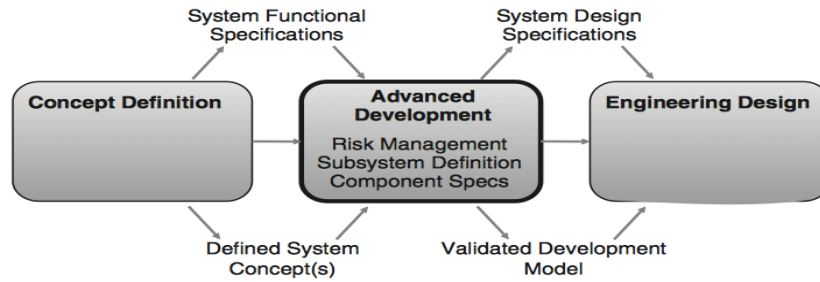 System Functional
Specifications
System Design
Specifications
Concept Definition
Advanced
Development
Risk Management
Subsystem Definition
Component Specs
Engineering Design
Defined System
Concept(s)
Validated Development
Model